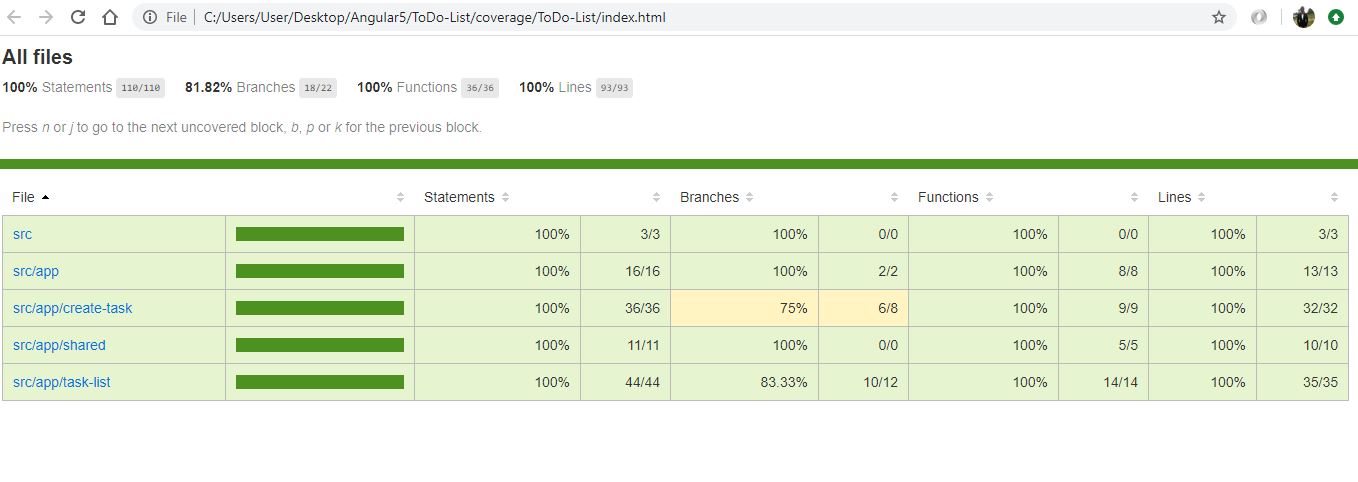 File C:/Users/User/Desktop/Angular5/ToDo-List/coverage/ToDo-List/index.html
All files
100% Statements 110/110 81.82% Branches 18/22 100% Functions 36/36 100% Lines 93/93
Press n or j to go to the next uncovered block, b, p or k for the previous block.
File Statements Branches Functions Lines
src 100% 3/3 100% 0/0 100% 0/0 100% 3/3
src/app 100% 16/16 100% 2/2 100% 8/8 100% 13/13
src/app/create-task 100% 36/36 75% 6/8 100% 9/9 100% 32/32
src/app/shared 100% 11/11 100% 0/0 100% 5/5 100% 10/10
src/app/task-list 100% 44/44 83.33% 10/12 100% 14/14 100% 35/35